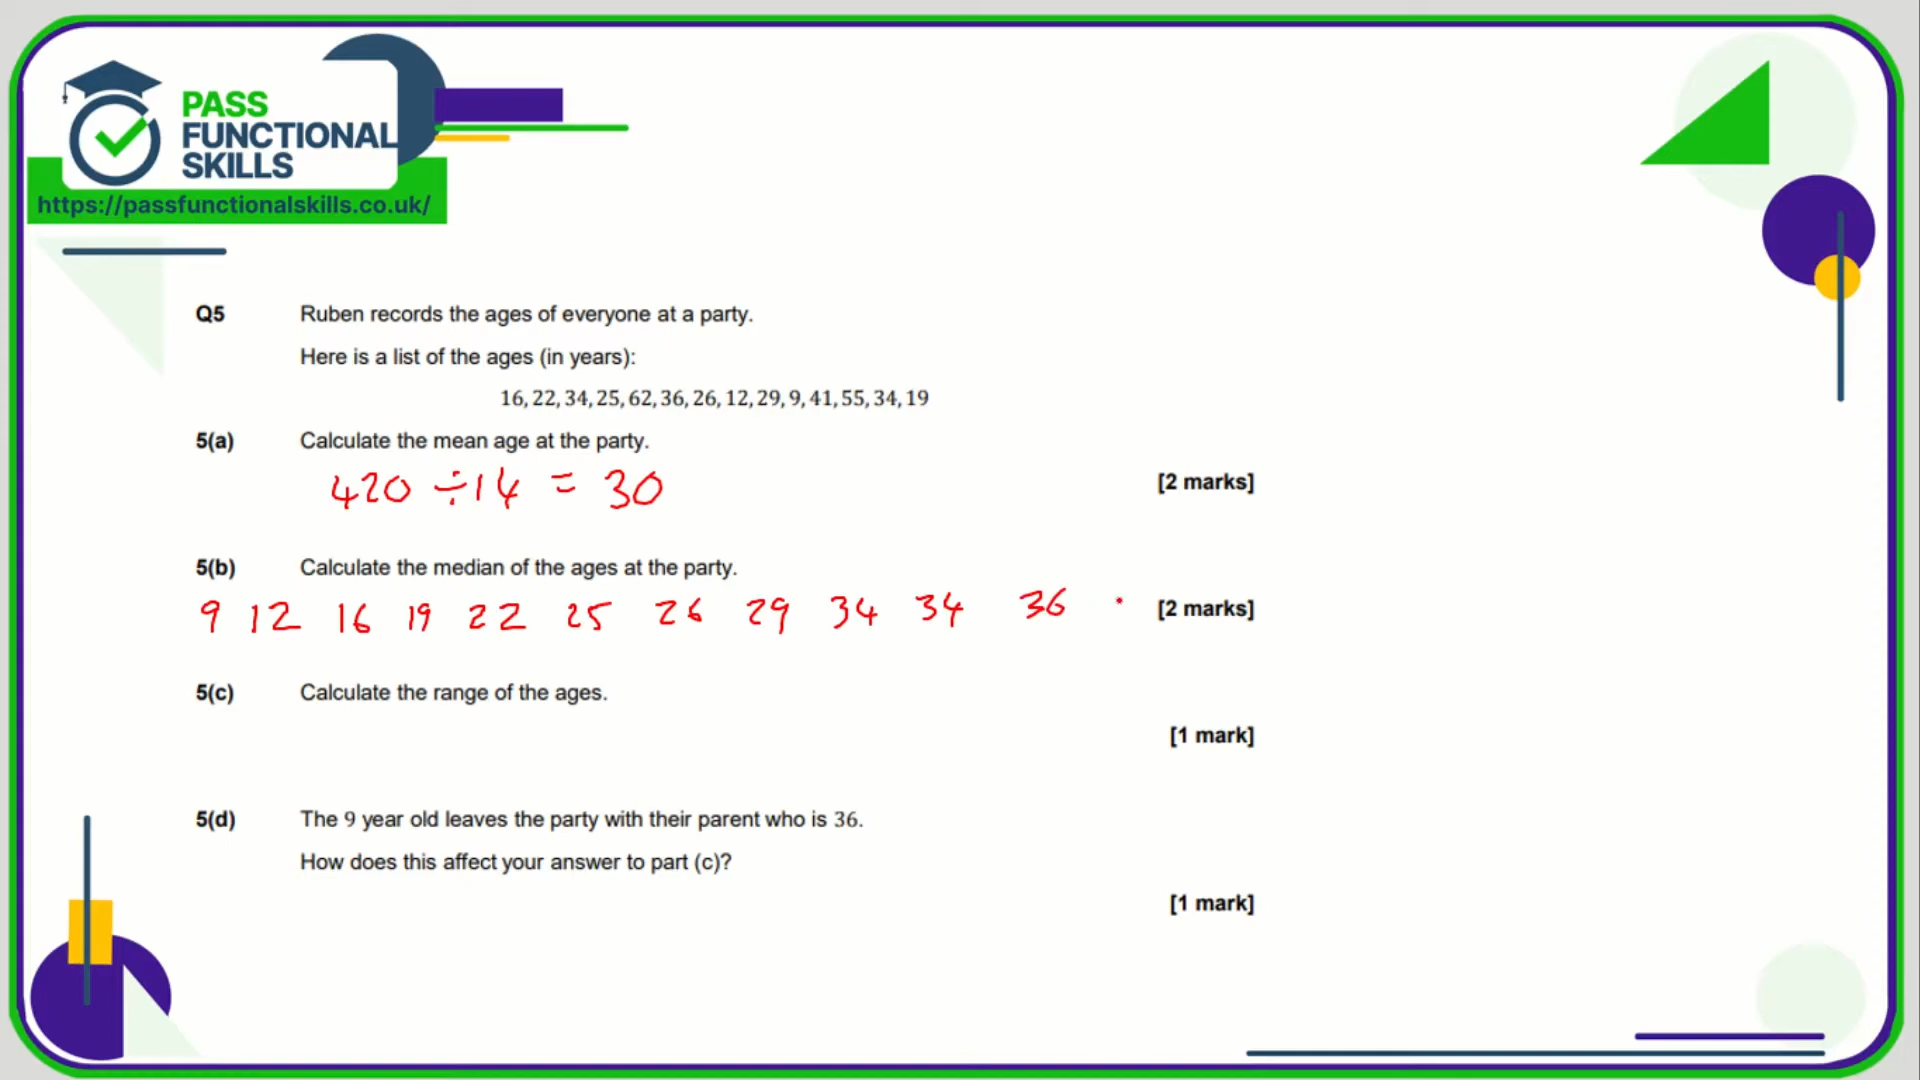 PASS
FUNCTIONAL
SKILLS
https://passfunctionalskills.co.uk/
Q5 Ruben records the ages of everyone at a party.
Here is a list of the ages (in years):
16, 22, 34, 25, 62, 36, 26, 12, 29, 9, 41, 55, 34, 19
5(a) Calculate the mean age at the party.
420 ÷ 14 = 30 [2 marks]
5(b) Calculate the median of the ages at the party.
9 12 16 19 22 25 26 29 34 34 36 [2 marks]
5(c) Calculate the range of the ages.
[1 mark]
5(d) The 9 year old leaves the party with their parent who is 36.
How does this affect your answer to part (c)?
[1 mark]